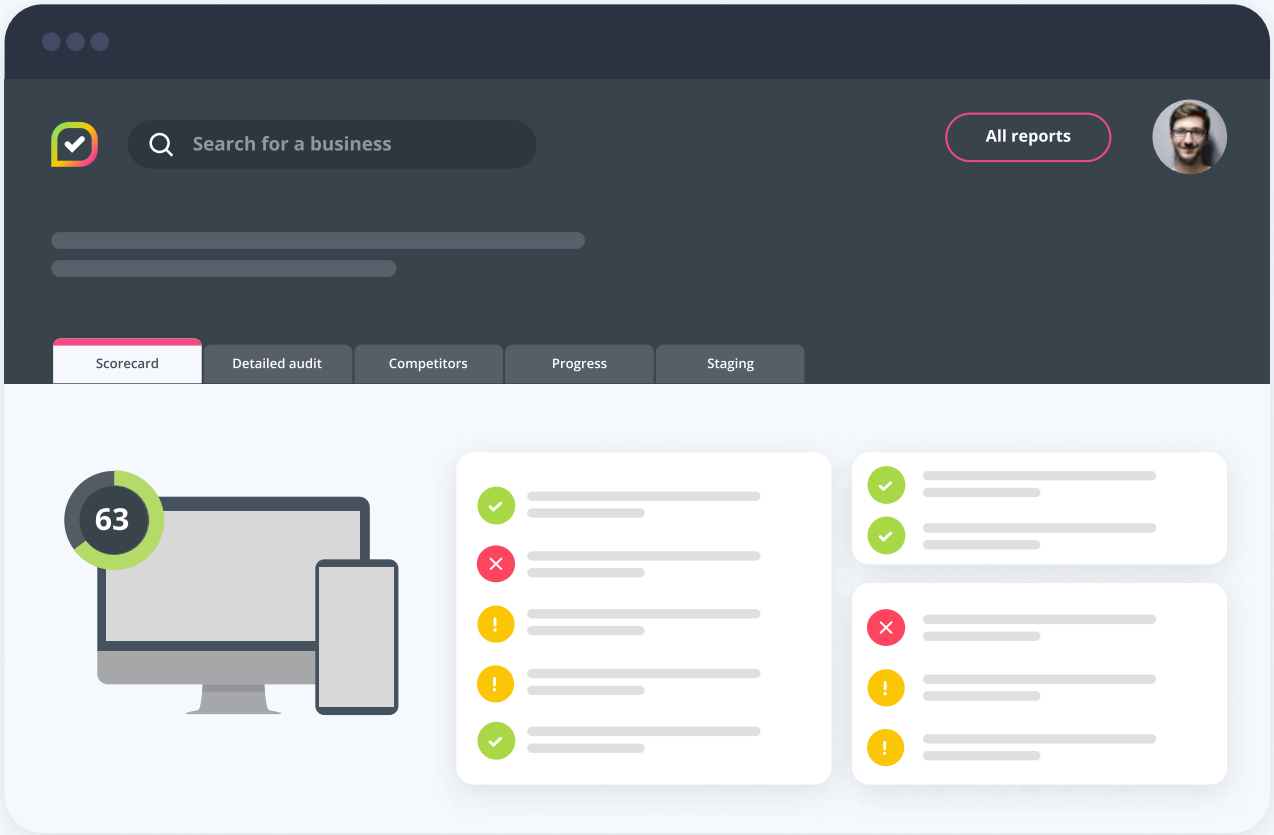 Search for a business
All reports
Scorecard
Detailed audit
Competitors
Progress
Staging
63